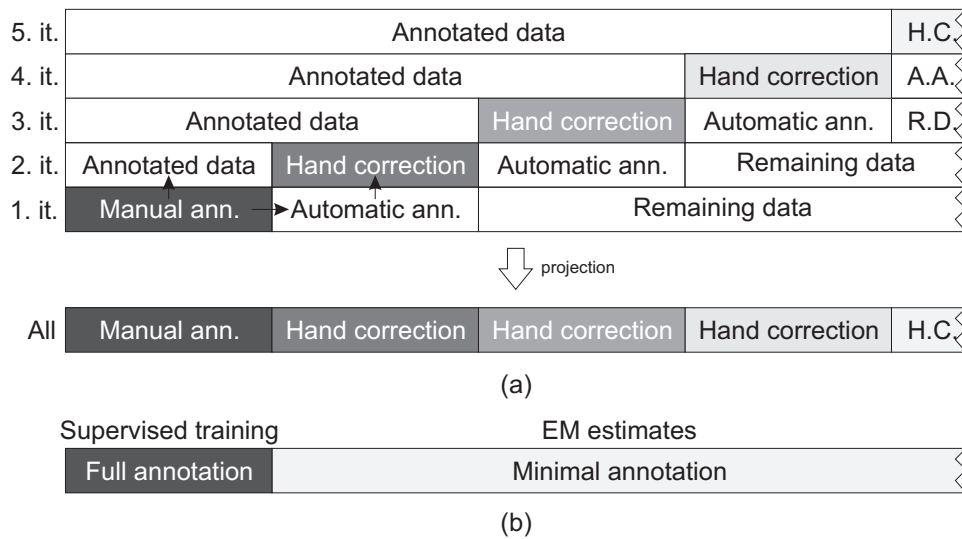 5. it. Annotated data H.C.
4. it. Annotated data Hand correction A.A.
3. it. Annotated data Hand correction Automatic ann. R.D.
2. it. Annotated data Hand correction Automatic ann. Remaining data
1. it. Manual ann. Automatic ann. Remaining data
projection
All Manual ann. Hand correction Hand correction Hand correction H.C.
(a)
Supervised training EM estimates
Full annotation Minimal annotation
(b)